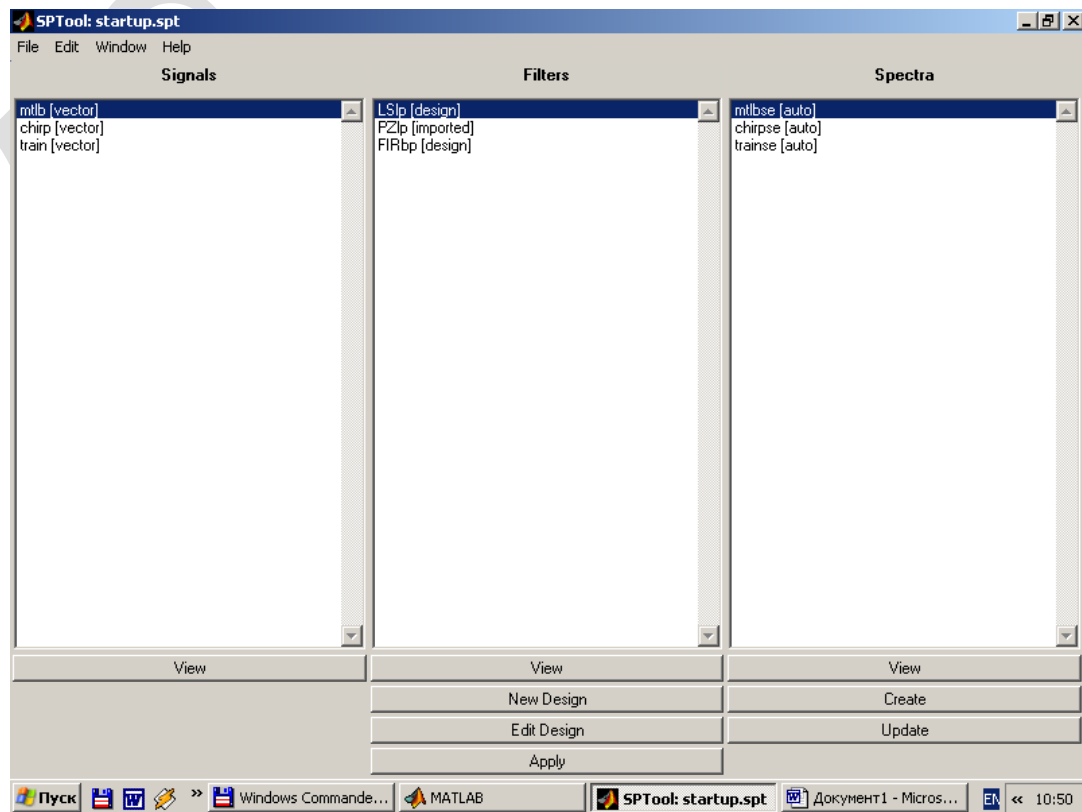 SPTool: startup.spt
File Edit Window Help
Signals Filters Spectra
mtlb [vector]
chirp [vector]
train [vector]
LSlp [design]
PZlp [imported]
FIRbp [design]
mtlbse [auto]
chirpse [auto]
trainse [auto]
View View View
New Design Create
Edit Design Update
Apply
Пуск » Windows Commande... MATLAB SPTool: startup.spt Документ1 - Micros... EN « 10:50